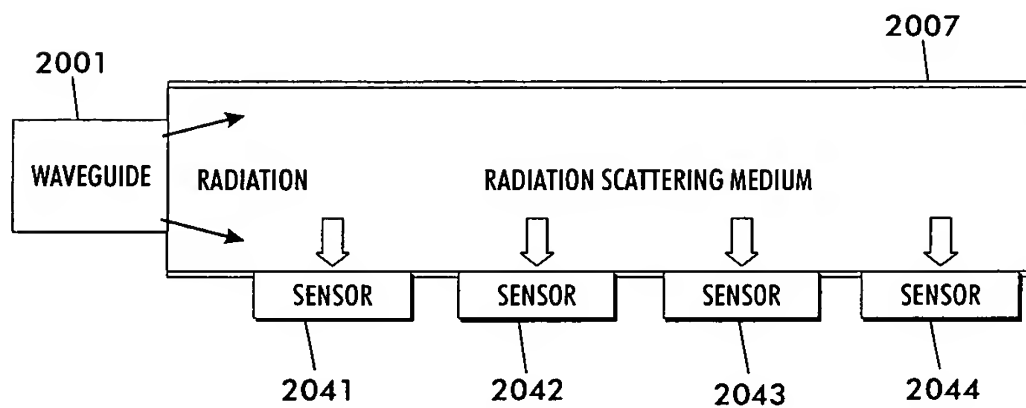 2007
2001
WAVEGUIDE
RADIATION
RADIATION SCATTERING MEDIUM
SENSOR
SENSOR
SENSOR
SENSOR
2041
2042
2043
2044